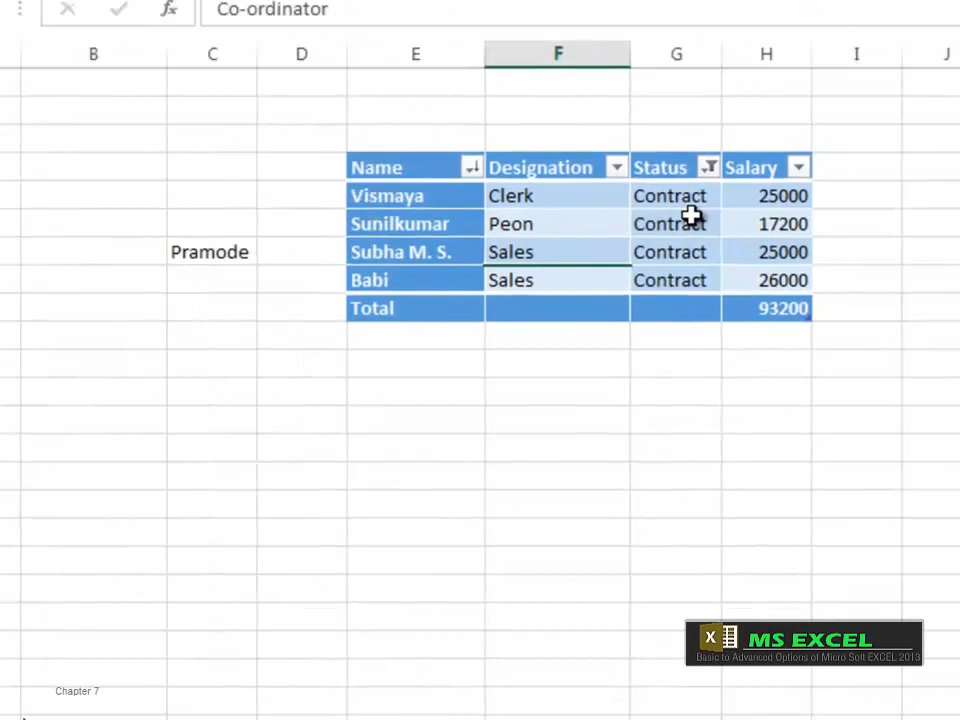 fx Co-ordinator
B C D E F G H I J
Name Designation Status Salary
Vismaya Clerk Contract 25000
Sunilkumar Peon Contract 17200
Pramode Subha M. S. Sales Contract 25000
Babi Sales Contract 26000
Total 93200
X MS EXCEL
Basic to Advanced Options of Micro Soft EXCEL 2013
Chapter 7